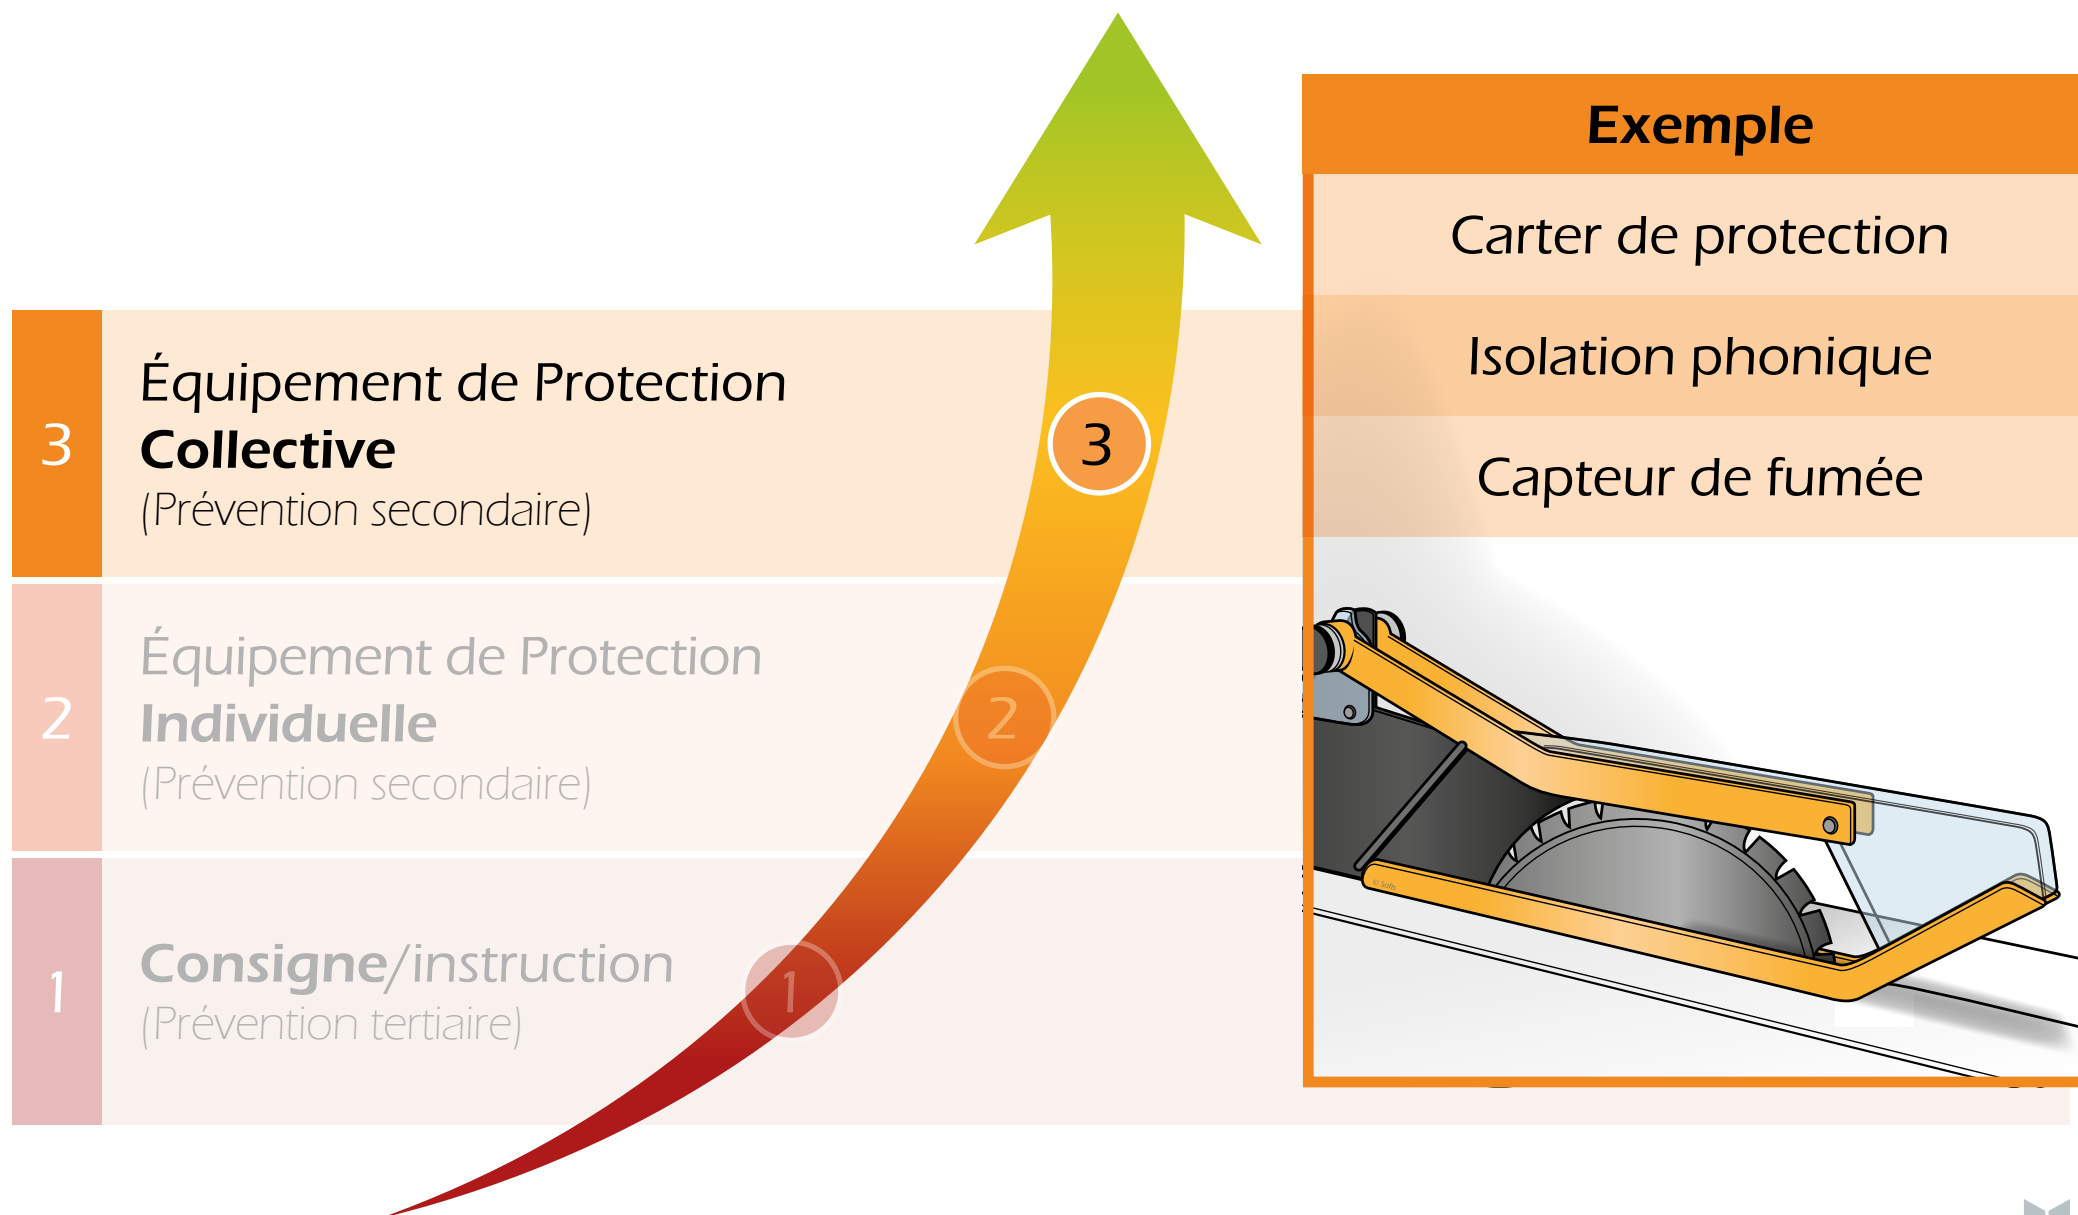 Exemple
Carter de protection
Isolation phonique
Capteur de fumée
3
Équipement de Protection
Collective
(Prévention secondaire)
3
2
Équipement de Protection
Individuelle
(Prévention secondaire)
2
1
Consigne/instruction
(Prévention tertiaire)
1
© Sofis